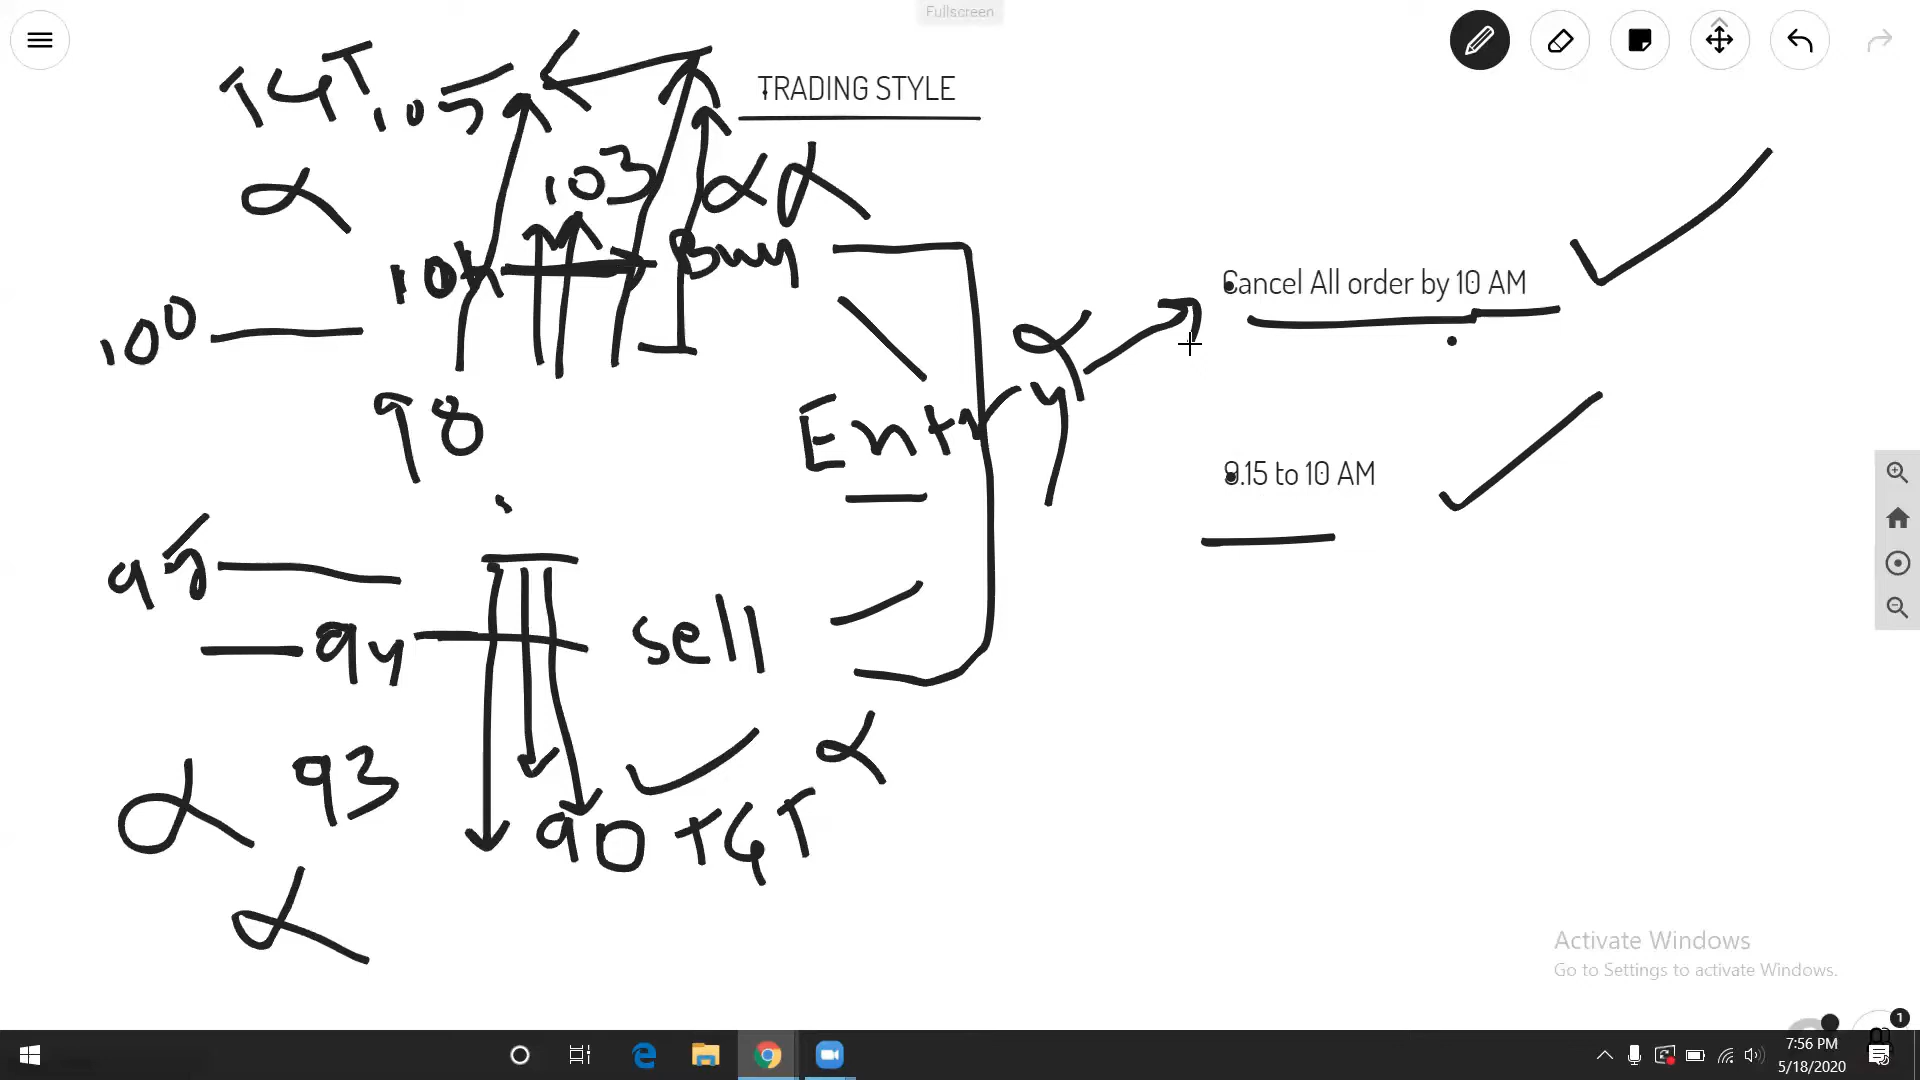 Fullscreen
TGT 105
TRADING STYLE
103
Buy
100
Cancel All order by 10 AM
98
Entry
9.15 to 10 AM
95
94
sell
93
90 TGT
Activate Windows
Go to Settings to activate Windows.
1
7:56 PM
5/18/2020